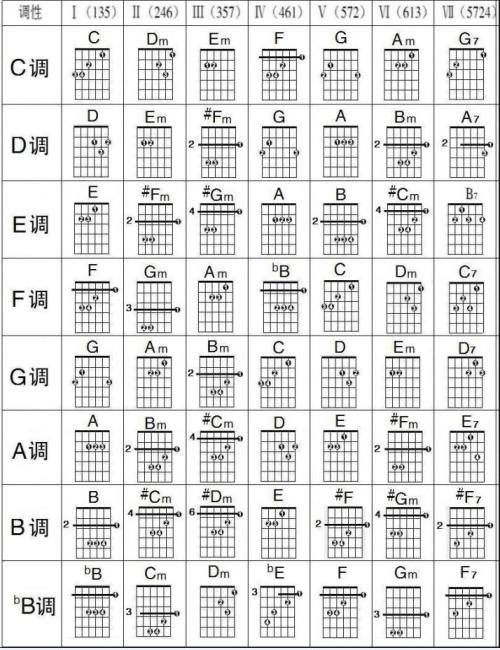 调性 I (135) II (246) III (357) IV (461) V (572) VI (613) VII (5724)
C调 C Dm Em F G Am G7
D调 D Em #Fm G A Bm A7
2 2 2
E调 E #Fm #Gm A B #Cm B7
2 4 2 4
F调 F Gm Am bB C Dm C7
3
G调 G Am Bm C D Em D7
2
A调 A Bm #Cm D E #Fm E7
2 4 2
B调 B #Cm #Dm E #F #Gm #F7
2 4 6 2 4 2
bB调 bB Cm Dm bE F Gm F7
3 3 3